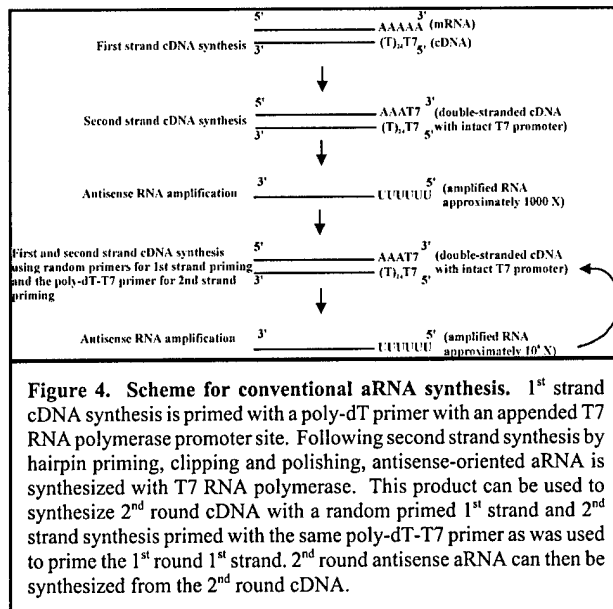 5' 3'
AAAAA (mRNA)
First strand cDNA synthesis 3' (T)₂₄T7 5' (cDNA)
5' 3'
AAAT7 (double-stranded cDNA
Second strand cDNA synthesis 3' (T)₂₄T7 5' with intact T7 promoter)
3' 5'
Antisense RNA amplification UUUUUU (amplified RNA
approximately 1000 X)
First and second strand cDNA synthesis 5' 3'
using random primers for 1st strand priming AAAT7 (double-stranded cDNA
and the poly-dT-T7 primer for 2nd strand 3' (T)₂₄T7 5' with intact T7 promoter)
priming
Antisense RNA amplification 3' 5'
UUUUUU (amplified RNA
approximately 10⁶ X)
Figure 4. Scheme for conventional aRNA synthesis. 1st strand
cDNA synthesis is primed with a poly-dT primer with an appended T7
RNA polymerase promoter site. Following second strand synthesis by
hairpin priming, clipping and polishing, antisense-oriented aRNA is
synthesized with T7 RNA polymerase. This product can be used to
synthesize 2nd round cDNA with a random primed 1st strand and 2nd
strand synthesis primed with the same poly-dT-T7 primer as was used
to prime the 1st round 1st strand. 2nd round antisense aRNA can then be
synthesized from the 2nd round cDNA.